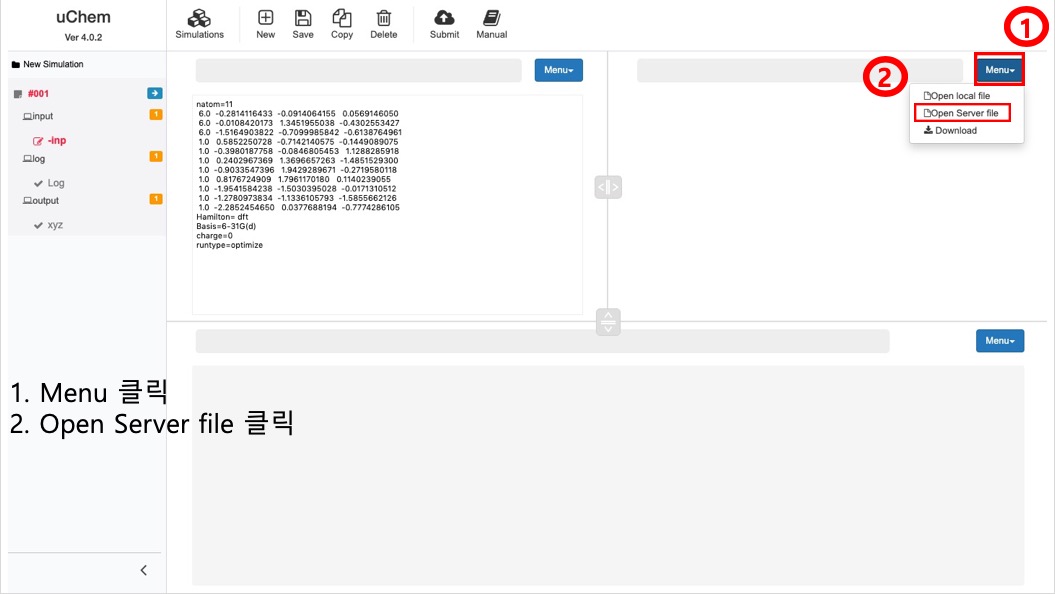 uChem
Ver 4.0.2
Simulations
New
Save
Copy
Delete
Submit
Manual
1
New Simulation
Menu
2
Menu
#001
input 1
-inp
log 1
Log
output 1
xyz
Open local file
Open Server file
Download
natom=11
6.0 -0.2814116433 -0.0914064155 0.0569146050
6.0 -0.0108420173 1.3451955038 -0.4302553427
6.0 -1.5164903822 -0.7099985842 -0.6138764961
1.0 0.5852250728 -0.7142140575 -0.1449089075
1.0 -0.3980187758 -0.0846805453 1.1288285918
1.0 0.2402967369 1.3696657263 -1.4851529300
1.0 -0.9033547396 1.9429289671 -0.2719580118
1.0 0.8176724909 1.7961170180 0.1140239055
1.0 -1.9541584238 -1.5030395028 -0.0171310512
1.0 -1.2780973834 -1.1336105793 -1.5855662126
1.0 -2.2852454650 0.0377688194 -0.7774286105
Hamilton= dft
Basis=6-31G(d)
charge=0
runtype=optimize
Menu
1. Menu 클릭
2. Open Server file 클릭